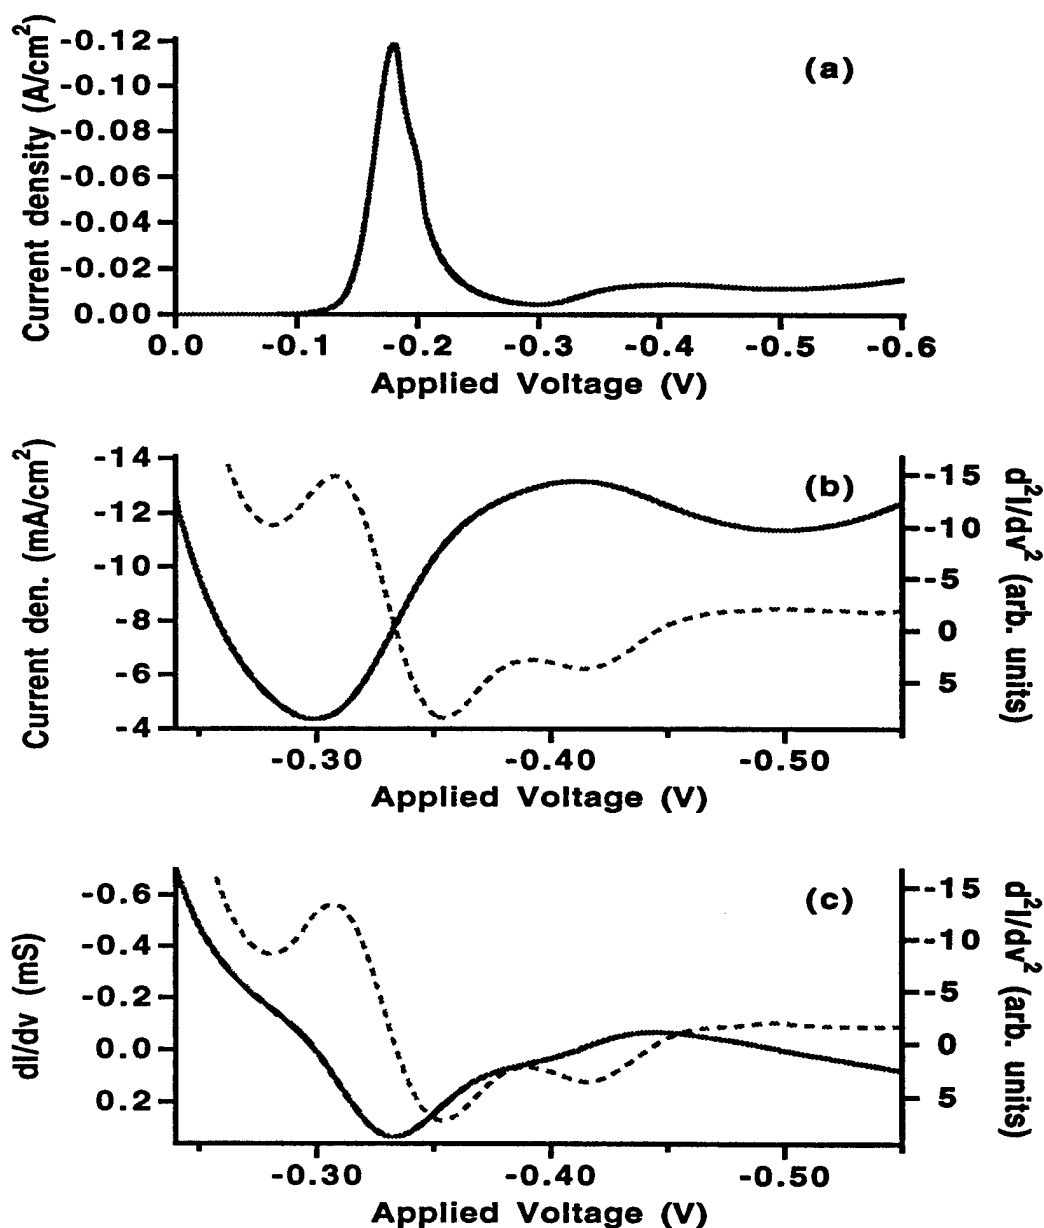 (a)
Current density (A/cm²)
-0.12
-0.10
-0.08
-0.06
-0.04
-0.02
0.00
0.0 -0.1 -0.2 -0.3 -0.4 -0.5 -0.6
Applied Voltage (V)
(b)
Current den. (mA/cm²)
-14
-12
-10
-8
-6
-4
-15
-10
-5
0
5
d²I/dv² (arb. units)
-0.30 -0.40 -0.50
Applied Voltage (V)
(c)
dI/dv (mS)
-0.6
-0.4
-0.2
0.0
0.2
-15
-10
-5
0
5
d²I/dv² (arb. units)
-0.30 -0.40 -0.50
Applied Voltage (V)